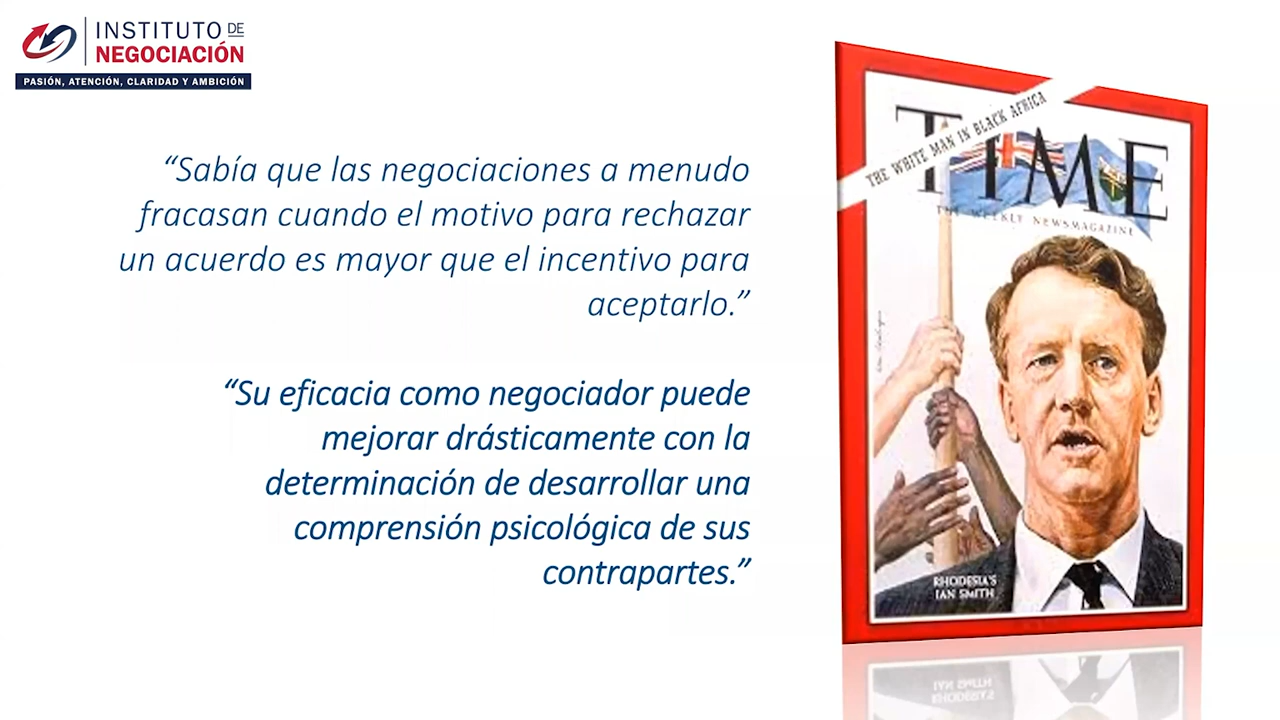 INSTITUTO DE
NEGOCIACIÓN
PASIÓN, ATENCIÓN, CLARIDAD Y AMBICIÓN
“Sabía que las negociaciones a menudo
fracasan cuando el motivo para rechazar
un acuerdo es mayor que el incentivo para
aceptarlo.”
“Su eficacia como negociador puede
mejorar drásticamente con la
determinación de desarrollar una
comprensión psicológica de sus
contrapartes.”
THE WHITE MAN IN BLACK AFRICA
TIME
THE WEEKLY NEWSMAGAZINE
RHODESIA'S
IAN SMITH